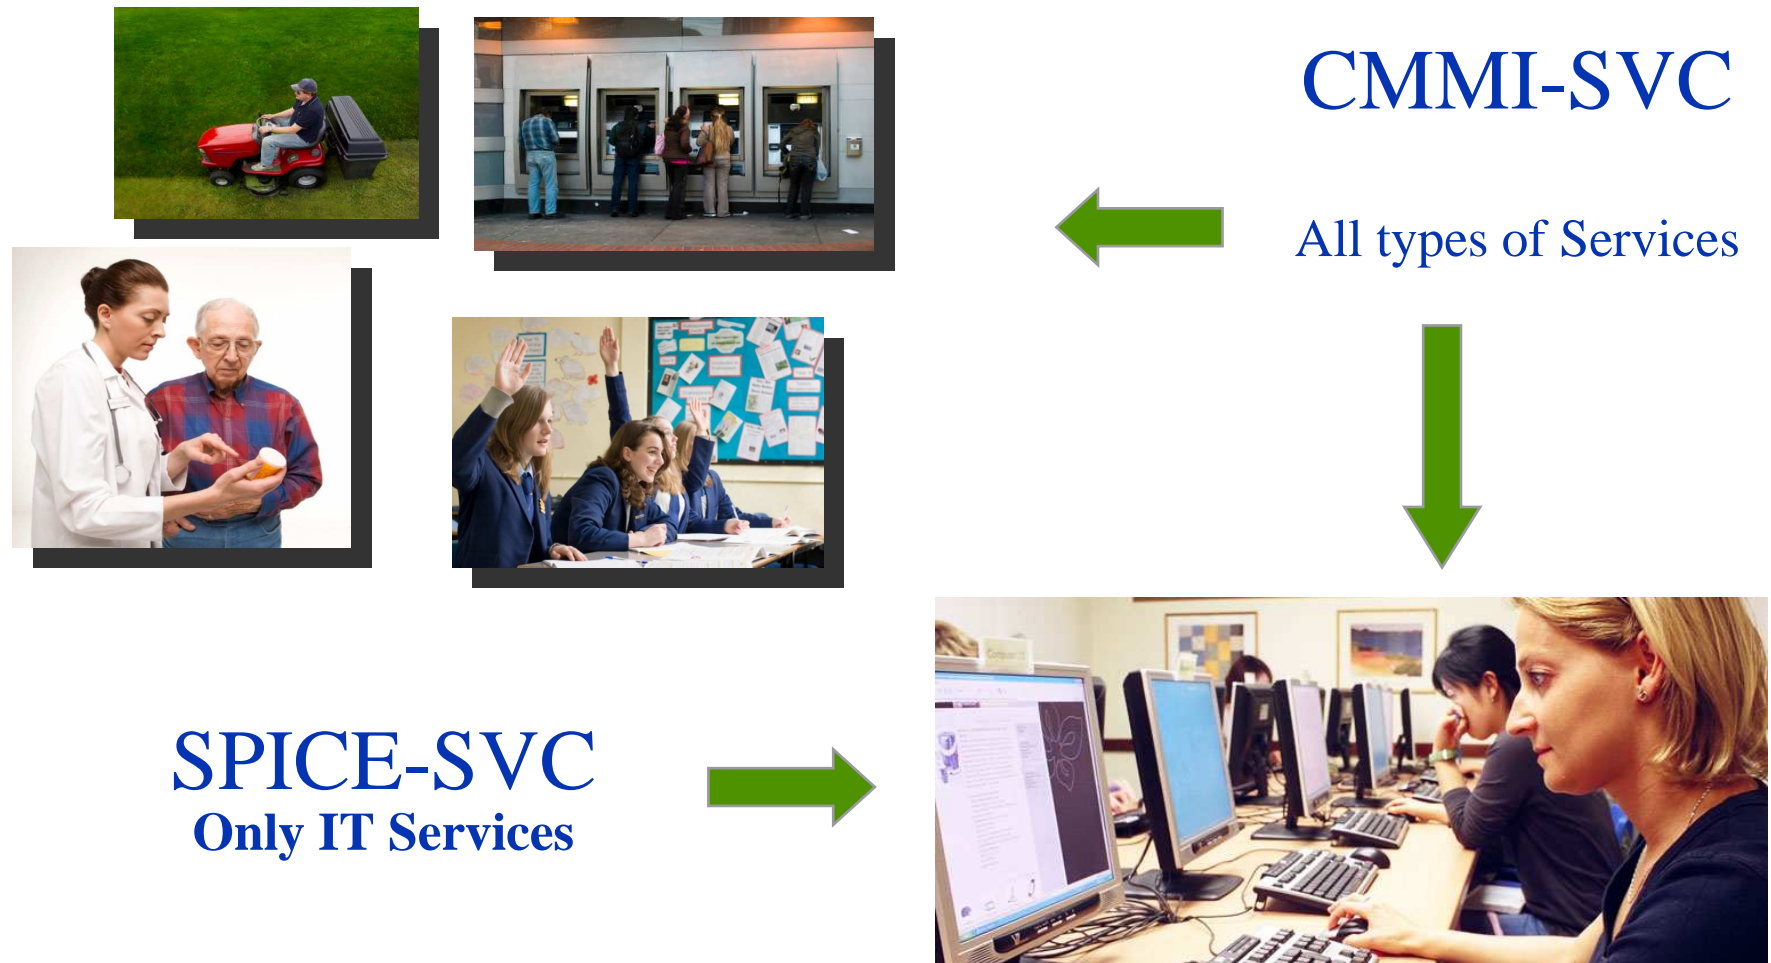 CMMI-SVC
All types of Services
SPICE-SVC
Only IT Services